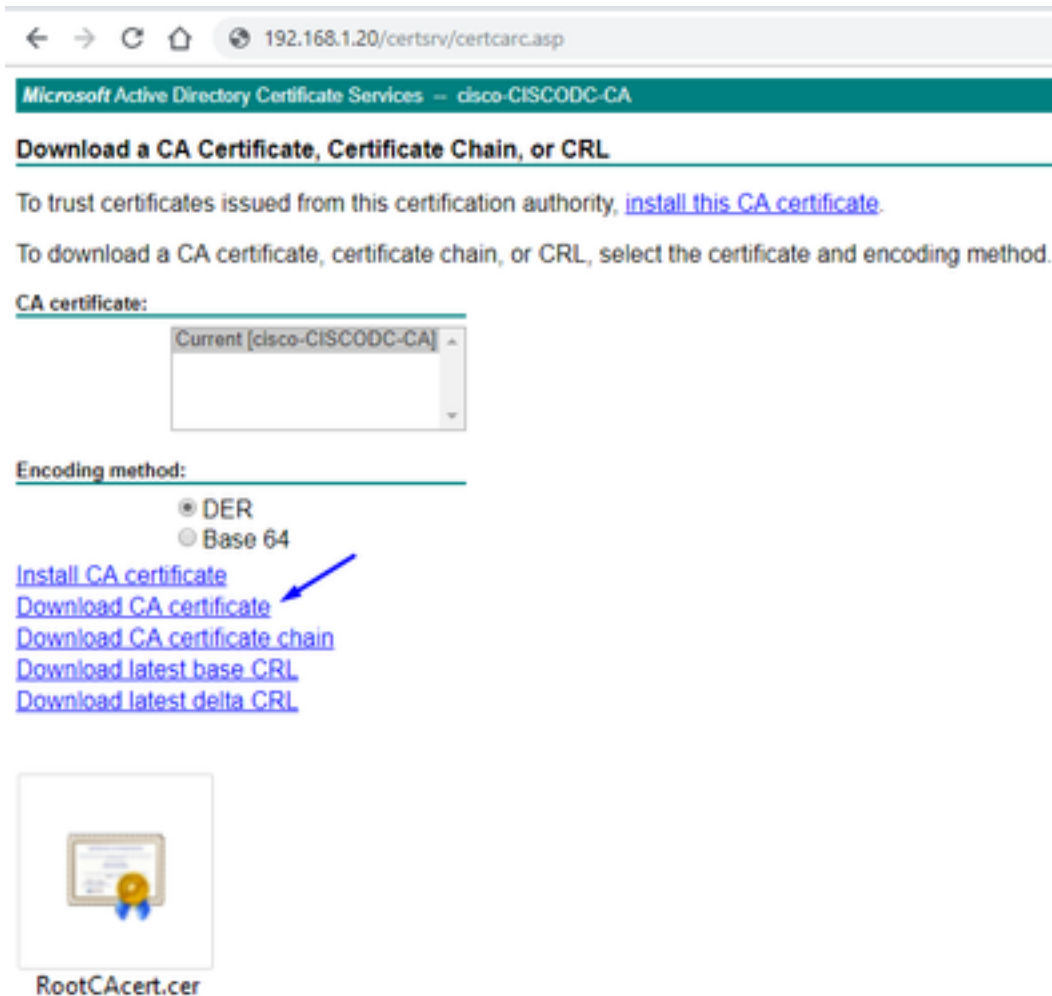 192.168.1.20/certsrv/certcarc.asp
Microsoft Active Directory Certificate Services -- cisco-CISCODC-CA
Download a CA Certificate, Certificate Chain, or CRL
To trust certificates issued from this certification authority, install this CA certificate.
To download a CA certificate, certificate chain, or CRL, select the certificate and encoding method.
CA certificate:
Current [cisco-CISCODC-CA]
Encoding method:
DER
Base 64
Install CA certificate
Download CA certificate
Download CA certificate chain
Download latest base CRL
Download latest delta CRL
RootCAcert.cer